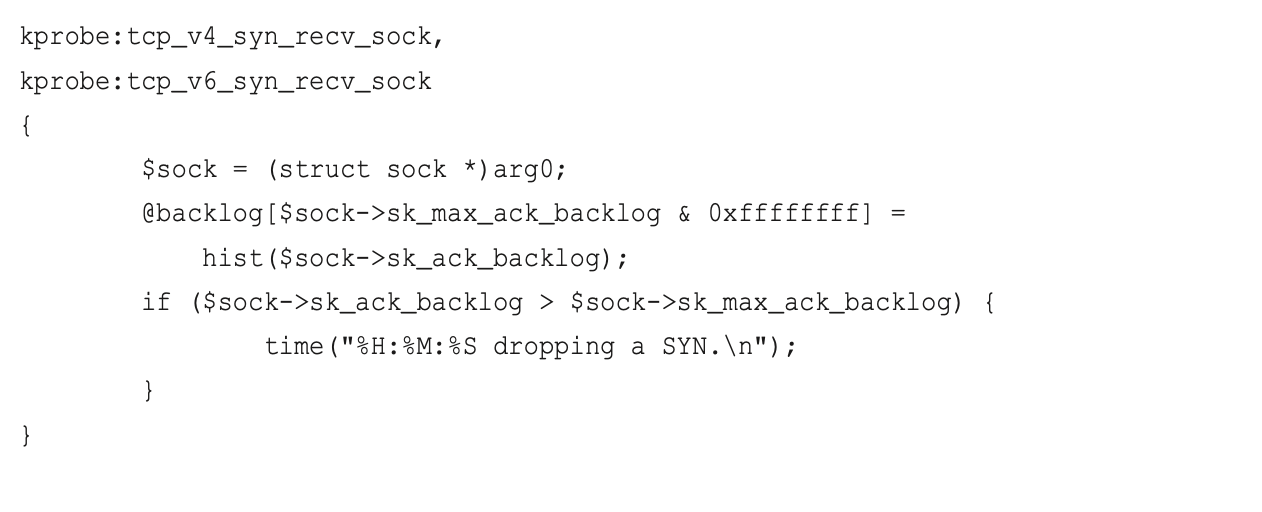 kprobe:tcp_v4_syn_recv_sock,
kprobe:tcp_v6_syn_recv_sock
{
        $sock = (struct sock *)arg0;
        @backlog[$sock->sk_max_ack_backlog & 0xffffffff] =
            hist($sock->sk_ack_backlog);
        if ($sock->sk_ack_backlog > $sock->sk_max_ack_backlog) {
                time("%H:%M:%S dropping a SYN.\n");
        }
}